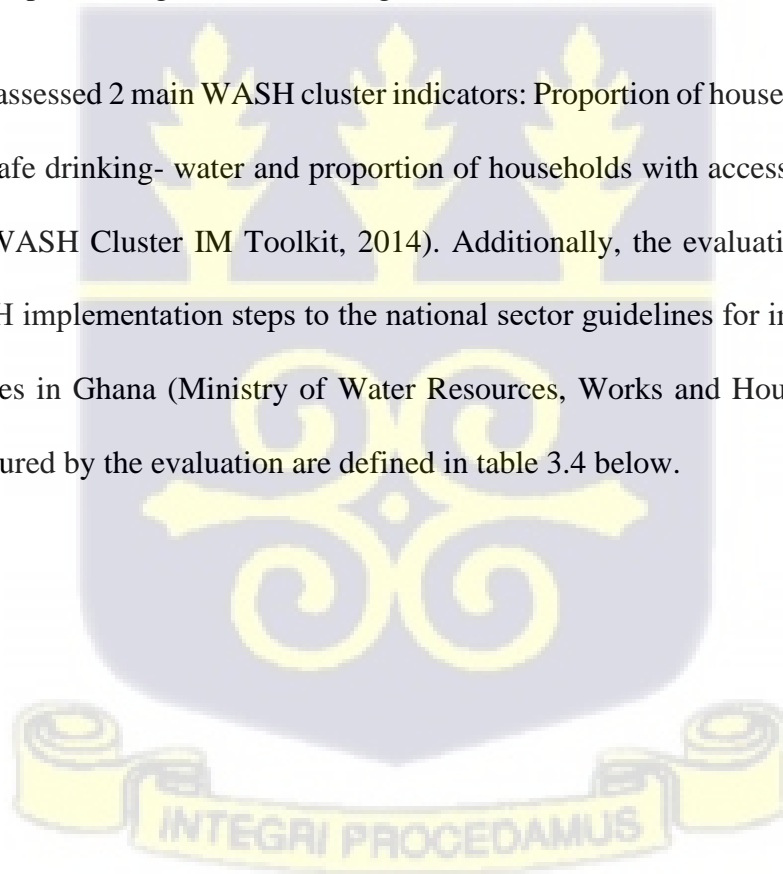 assessed 2 main WASH cluster indicators: Proportion of house
afe drinking- water and proportion of households with access
WASH Cluster IM Toolkit, 2014). Additionally, the evaluati
H implementation steps to the national sector guidelines for in
es in Ghana (Ministry of Water Resources, Works and Hou
ured by the evaluation are defined in table 3.4 below.
INTEGRI PROCEDAMUS